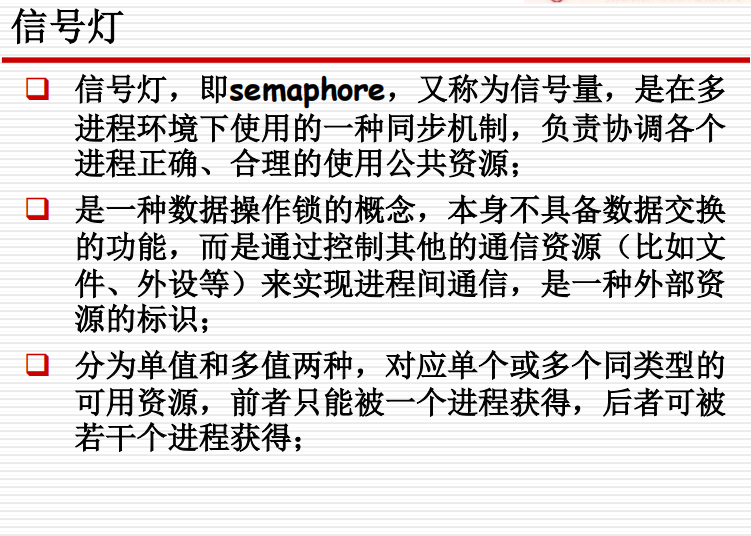 信号灯
信号灯，即semaphore，又称为信号量，是在多
进程环境下使用的一种同步机制，负责协调各个
进程正确、合理的使用公共资源；
是一种数据操作锁的概念，本身不具备数据交换
的功能，而是通过控制其他的通信资源（比如文
件、外设等）来实现进程间通信，是一种外部资
源的标识；
分为单值和多值两种，对应单个或多个同类型的
可用资源，前者只能被一个进程获得，后者可被
若干个进程获得；